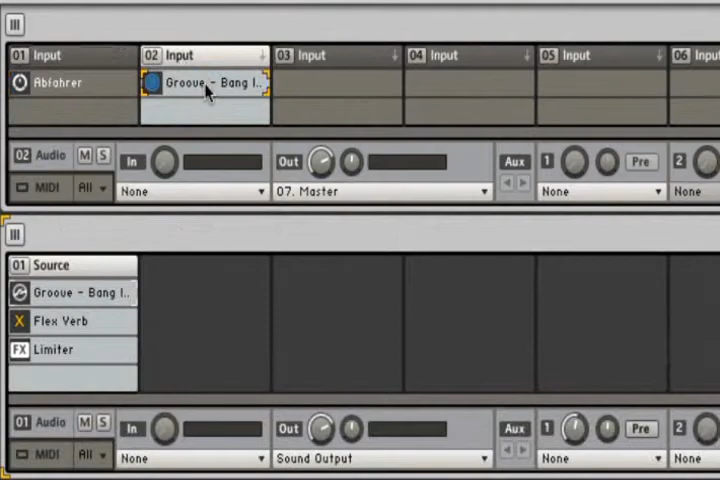 01 Input 02 Input 03 Input 04 Input 05 Input 06 Input
Abfahrer Groove - Bang I..
02 Audio M S In Out Aux 1 Pre 2
MIDI All None 07. Master None None
01 Source
Groove - Bang I..
X Flex Verb
FX Limiter
01 Audio M S In Out Aux 1 Pre 2
MIDI All None Sound Output None None